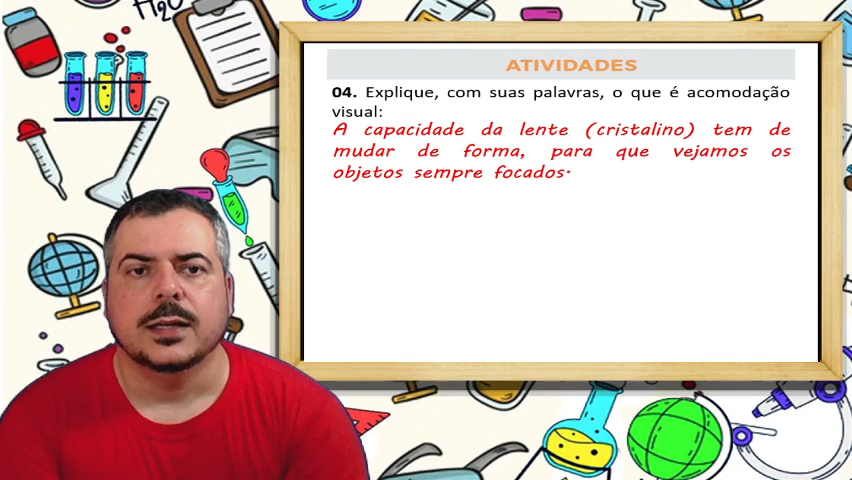 H2O
ATIVIDADES
04. Explique, com suas palavras, o que é acomodação
visual:
A capacidade da lente (cristalino) tem de
mudar de forma, para que vejamos os
objetos sempre focados.